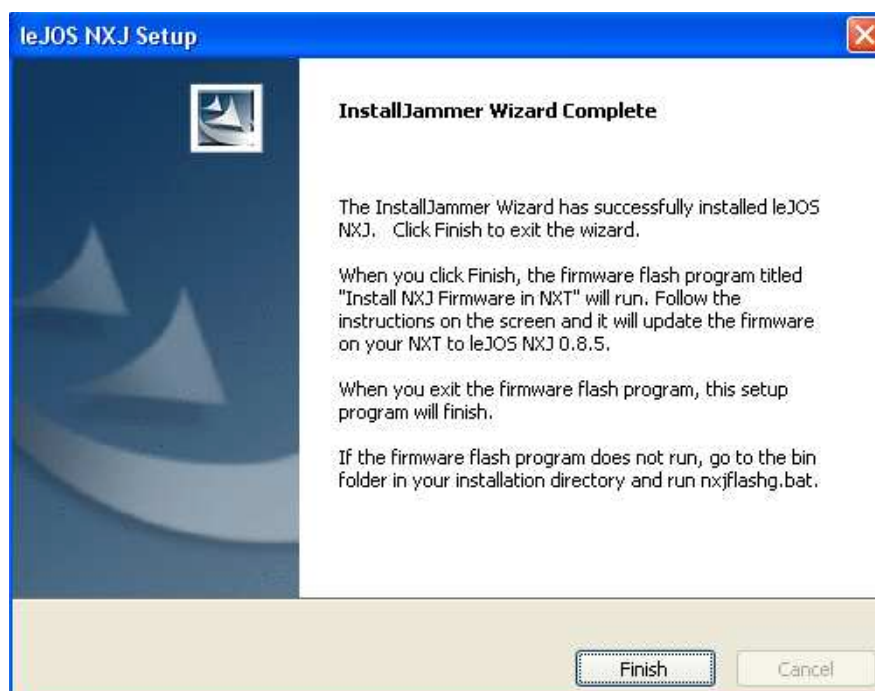 leJOS NXJ Setup
InstallJammer Wizard Complete
The InstallJammer Wizard has successfully installed leJOS
NXJ.   Click Finish to exit the wizard.
When you click Finish, the firmware flash program titled
"Install NXJ Firmware in NXT" will run. Follow the
instructions on the screen and it will update the firmware
on your NXT to leJOS NXJ 0.8.5.
When you exit the firmware flash program, this setup
program will finish.
If the firmware flash program does not run, go to the bin
folder in your installation directory and run nxjflashg.bat.
Finish
Cancel